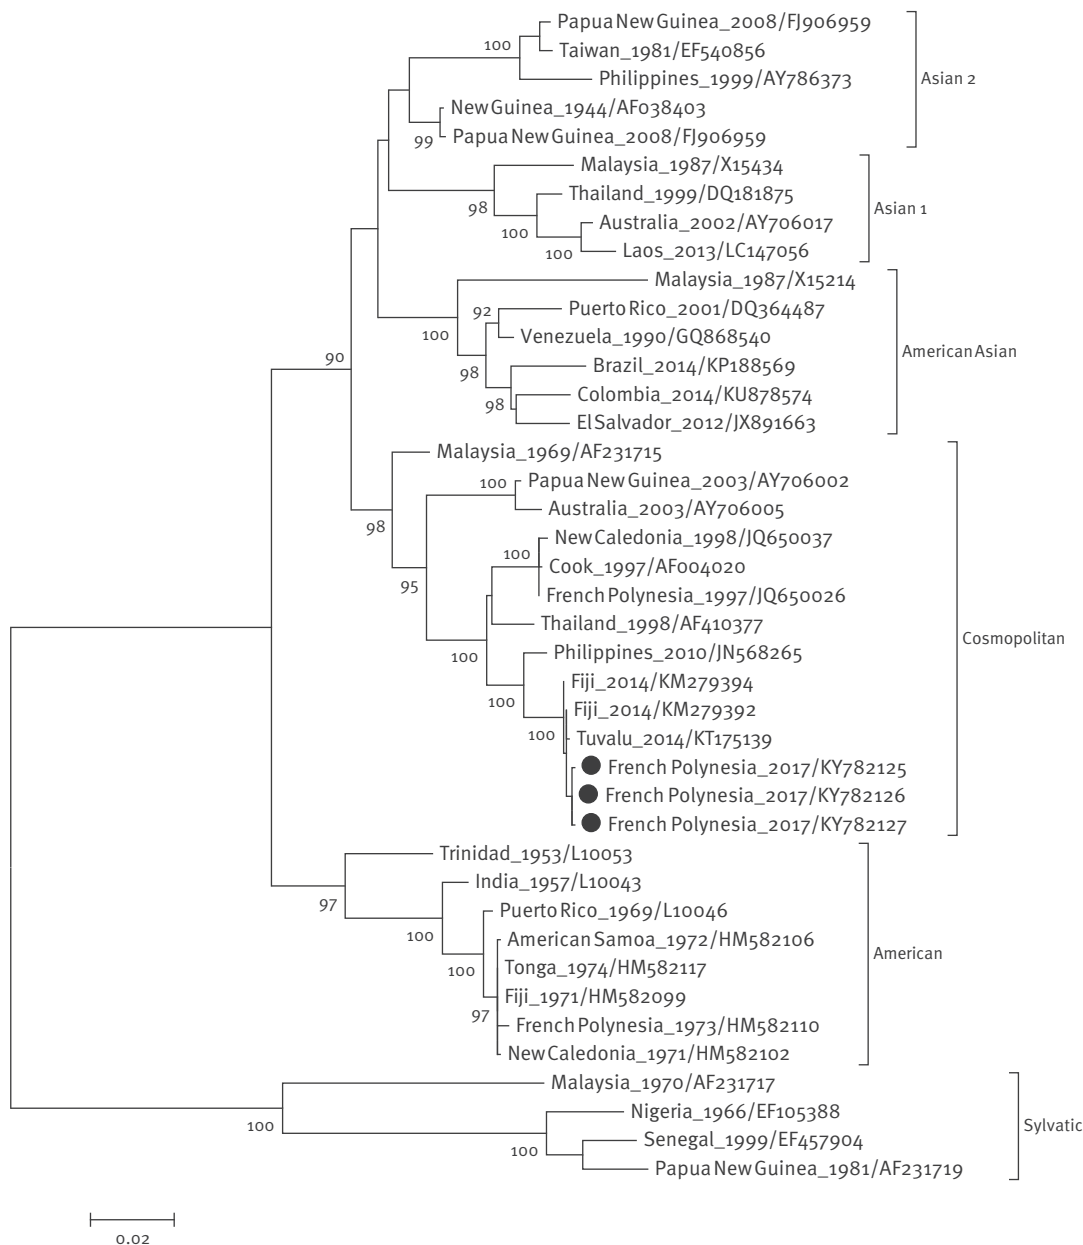 Papua New Guinea_2008/FJ906959
100
Taiwan_1981/EF540856
Philippines_1999/AY786373
Asian 2
New Guinea_1944/AF038403
99
Papua New Guinea_2008/FJ906959
Malaysia_1987/X15434
Thailand_1999/DQ181875
98
Asian 1
Australia_2002/AY706017
100
Laos_2013/LC147056
100
Malaysia_1987/X15214
92
Puerto Rico_2001/DQ364487
100
Venezuela_1990/GQ868540
American Asian
90
Brazil_2014/KP188569
98
Colombia_2014/KU878574
98
El Salvador_2012/JX891663
Malaysia_1969/AF231715
100
Papua New Guinea_2003/AY706002
Australia_2003/AY706005
98
New Caledonia_1998/JQ650037
100
Cook_1997/AF004020
95
French Polynesia_1997/JQ650026
Thailand_1998/AF410377
Cosmopolitan
100
Philippines_2010/JN568265
Fiji_2014/KM279394
100
Fiji_2014/KM279392
100
Tuvalu_2014/KT175139
French Polynesia_2017/KY782125
French Polynesia_2017/KY782126
French Polynesia_2017/KY782127
Trinidad_1953/L10053
India_1957/L10043
97
Puerto Rico_1969/L10046
100
American Samoa_1972/HM582106
American
100
Tonga_1974/HM582117
Fiji_1971/HM582099
97
French Polynesia_1973/HM582110
New Caledonia_1971/HM582102
Malaysia_1970/AF231717
Nigeria_1966/EF105388
100
Sylvatic
Senegal_1999/EF457904
100
Papua New Guinea_1981/AF231719
0.02